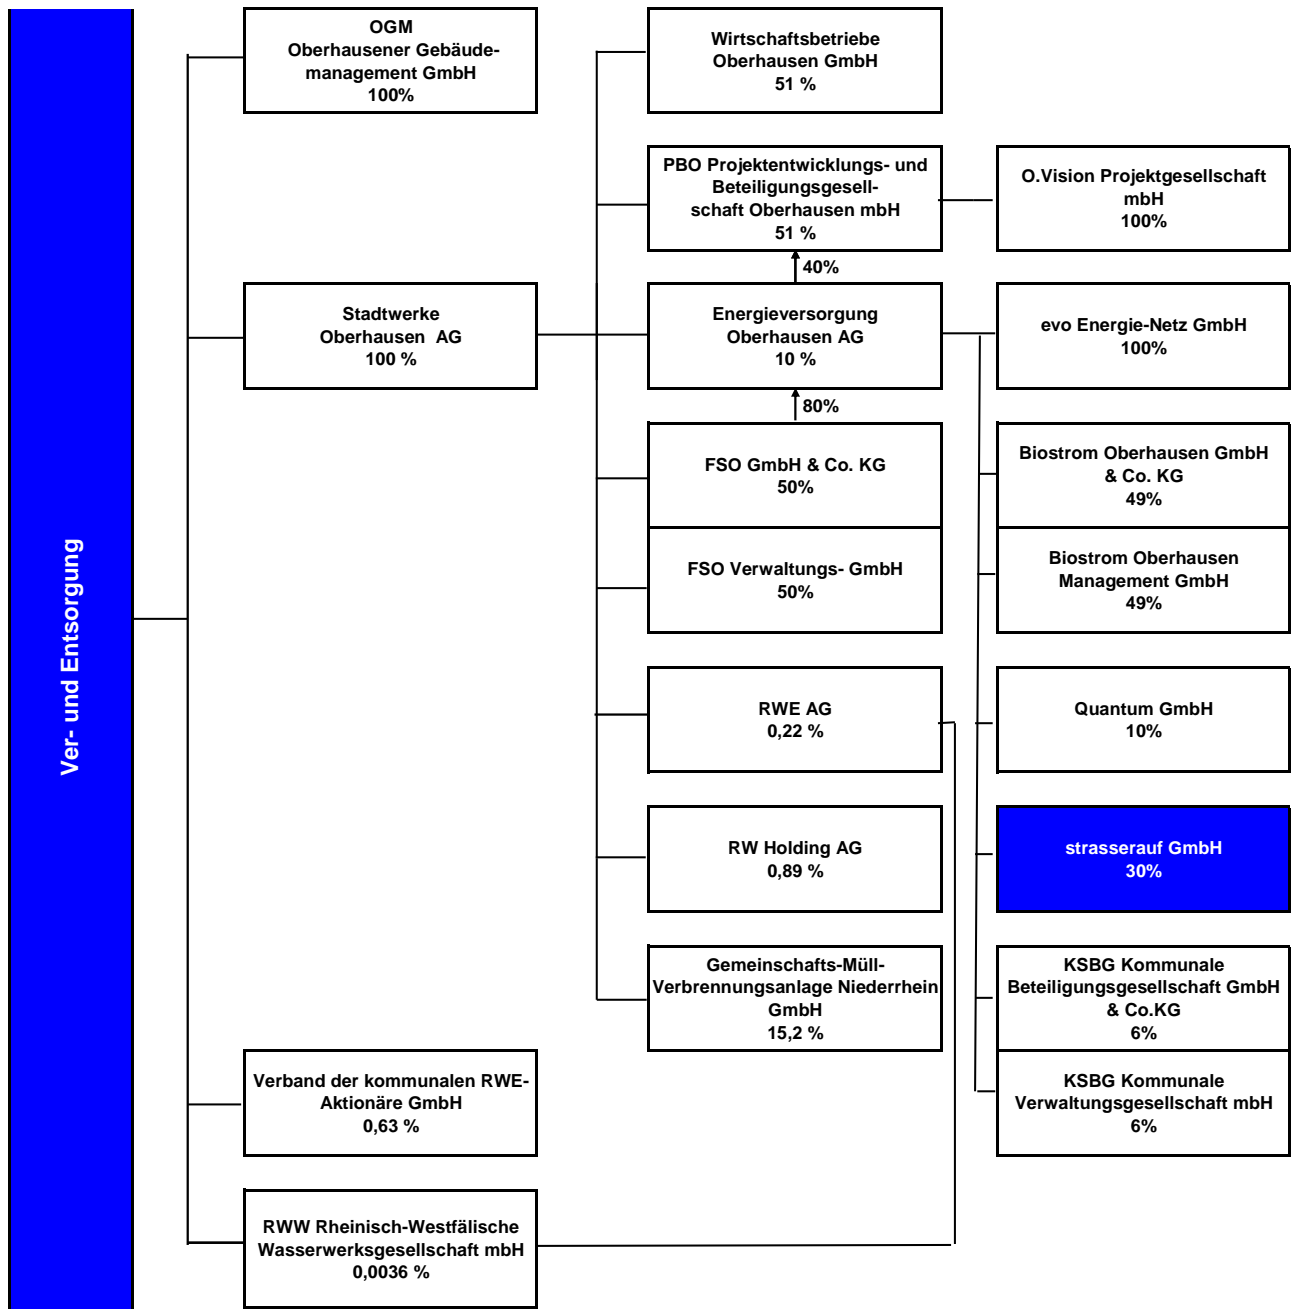 Ver- und Entsorgung
OGM
Oberhausener Gebäude-
management GmbH
100%
Stadtwerke
Oberhausen AG
100 %
Verband der kommunalen RWE-
Aktionäre GmbH
0,63 %
RWW Rheinisch-Westfälische
Wasserwerksgesellschaft mbH
0,0036 %
Wirtschaftsbetriebe
Oberhausen GmbH
51 %
PBO Projektentwicklungs- und
Beteiligungsgesell-
schaft Oberhausen mbH
51 %
40%
Energieversorgung
Oberhausen AG
10 %
80%
FSO GmbH & Co. KG
50%
FSO Verwaltungs- GmbH
50%
RWE AG
0,22 %
RW Holding AG
0,89 %
Gemeinschafts-Müll-
Verbrennungsanlage Niederrhein
GmbH
15,2 %
O.Vision Projektgesellschaft
mbH
100%
evo Energie-Netz GmbH
100%
Biostrom Oberhausen GmbH
& Co. KG
49%
Biostrom Oberhausen
Management GmbH
49%
Quantum GmbH
10%
strasserauf GmbH
30%
KSBG Kommunale
Beteiligungsgesellschaft GmbH
& Co.KG
6%
KSBG Kommunale
Verwaltungsgesellschaft mbH
6%